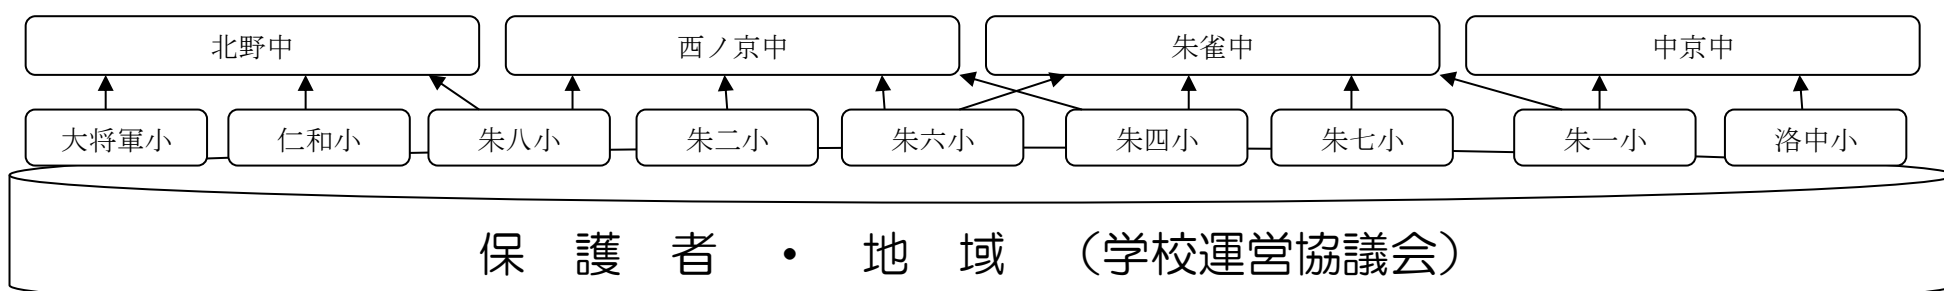 北野中
西ノ京中
朱雀中
中京中
大将軍小
仁和小
朱八小
朱二小
朱六小
朱四小
朱七小
朱一小
洛中小
保護者・地域（学校運営協議会）